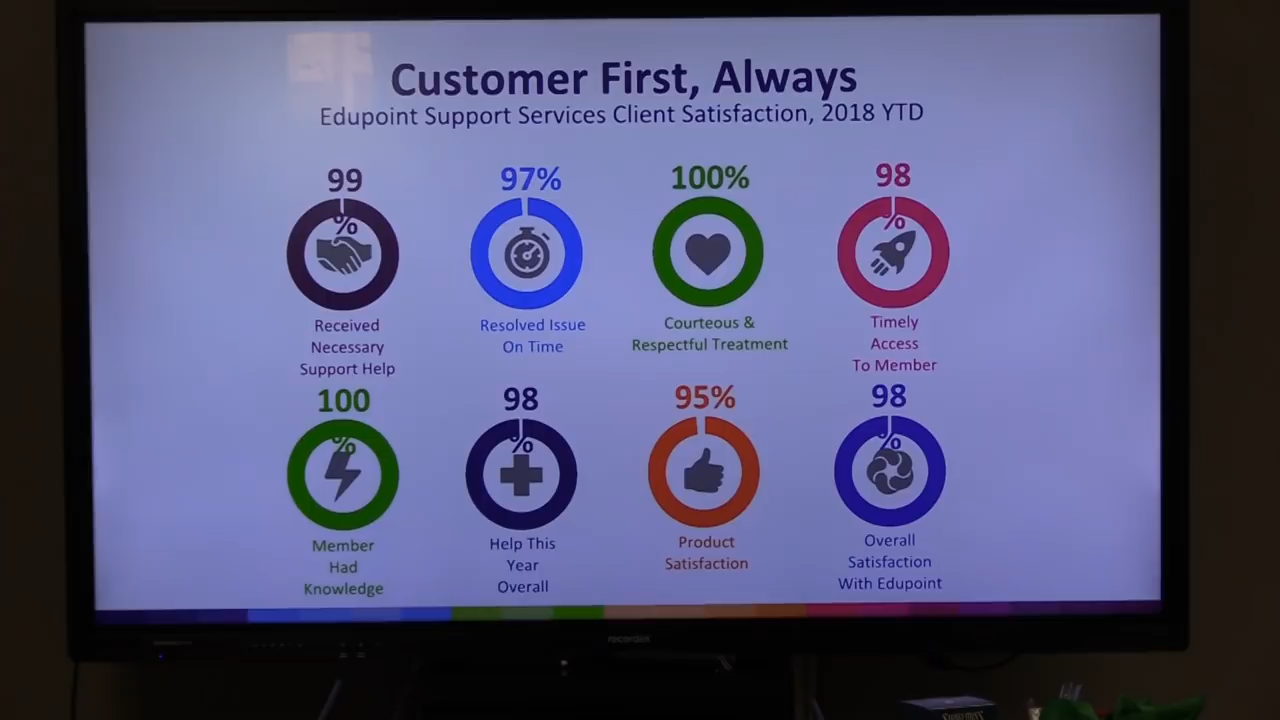 Customer First, Always
Edupoint Support Services Client Satisfaction, 2018 YTD
99
%
Received
Necessary
Support Help
97%
Resolved Issue
On Time
100%
Courteous &
Respectful Treatment
98
%
Timely
Access
To Member
100
%
Member
Had
Knowledge
98
%
Help This
Year
Overall
95%
Product
Satisfaction
98
%
Overall
Satisfaction
With Edupoint